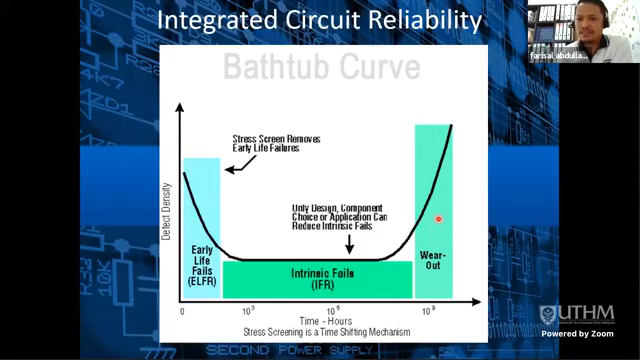 Integrated Circuit Reliability
farisal abdulla...
Bathtub Curve
Stress Screen Removes
Early Life Failures
Only Design, Component
Choice or Application Can
Reduce Intrinsic Fails
Defect Density
Early
Life
Fails
(ELFR)
Intrinsic Fails
(IFR)
Wear-
Out
0
10³
10⁵
10⁹
Time - Hours
Stress Screening is a Time Shifting Mechanism
UTHM
Powered by Zoom
SECOND POWER SUPPLY